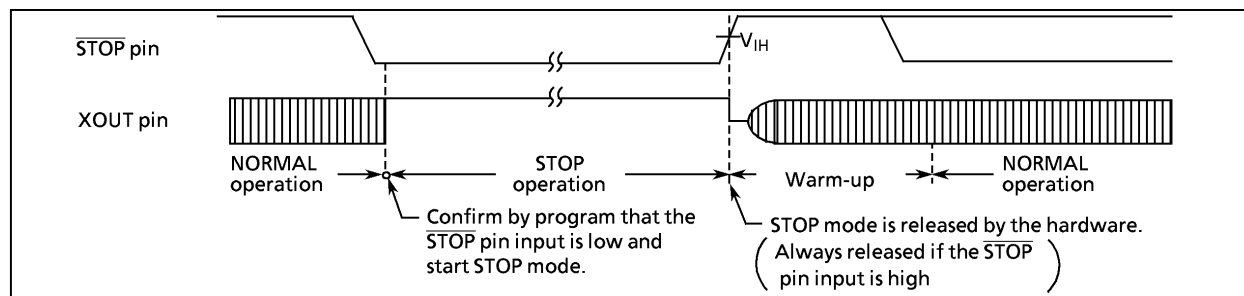 STOP pin
VIH
XOUT pin
NORMAL
operation
STOP
operation
Warm-up
NORMAL
operation
Confirm by program that the
STOP pin input is low and
start STOP mode.
STOP mode is released by the hardware.
( Always released if the STOP
pin input is high )